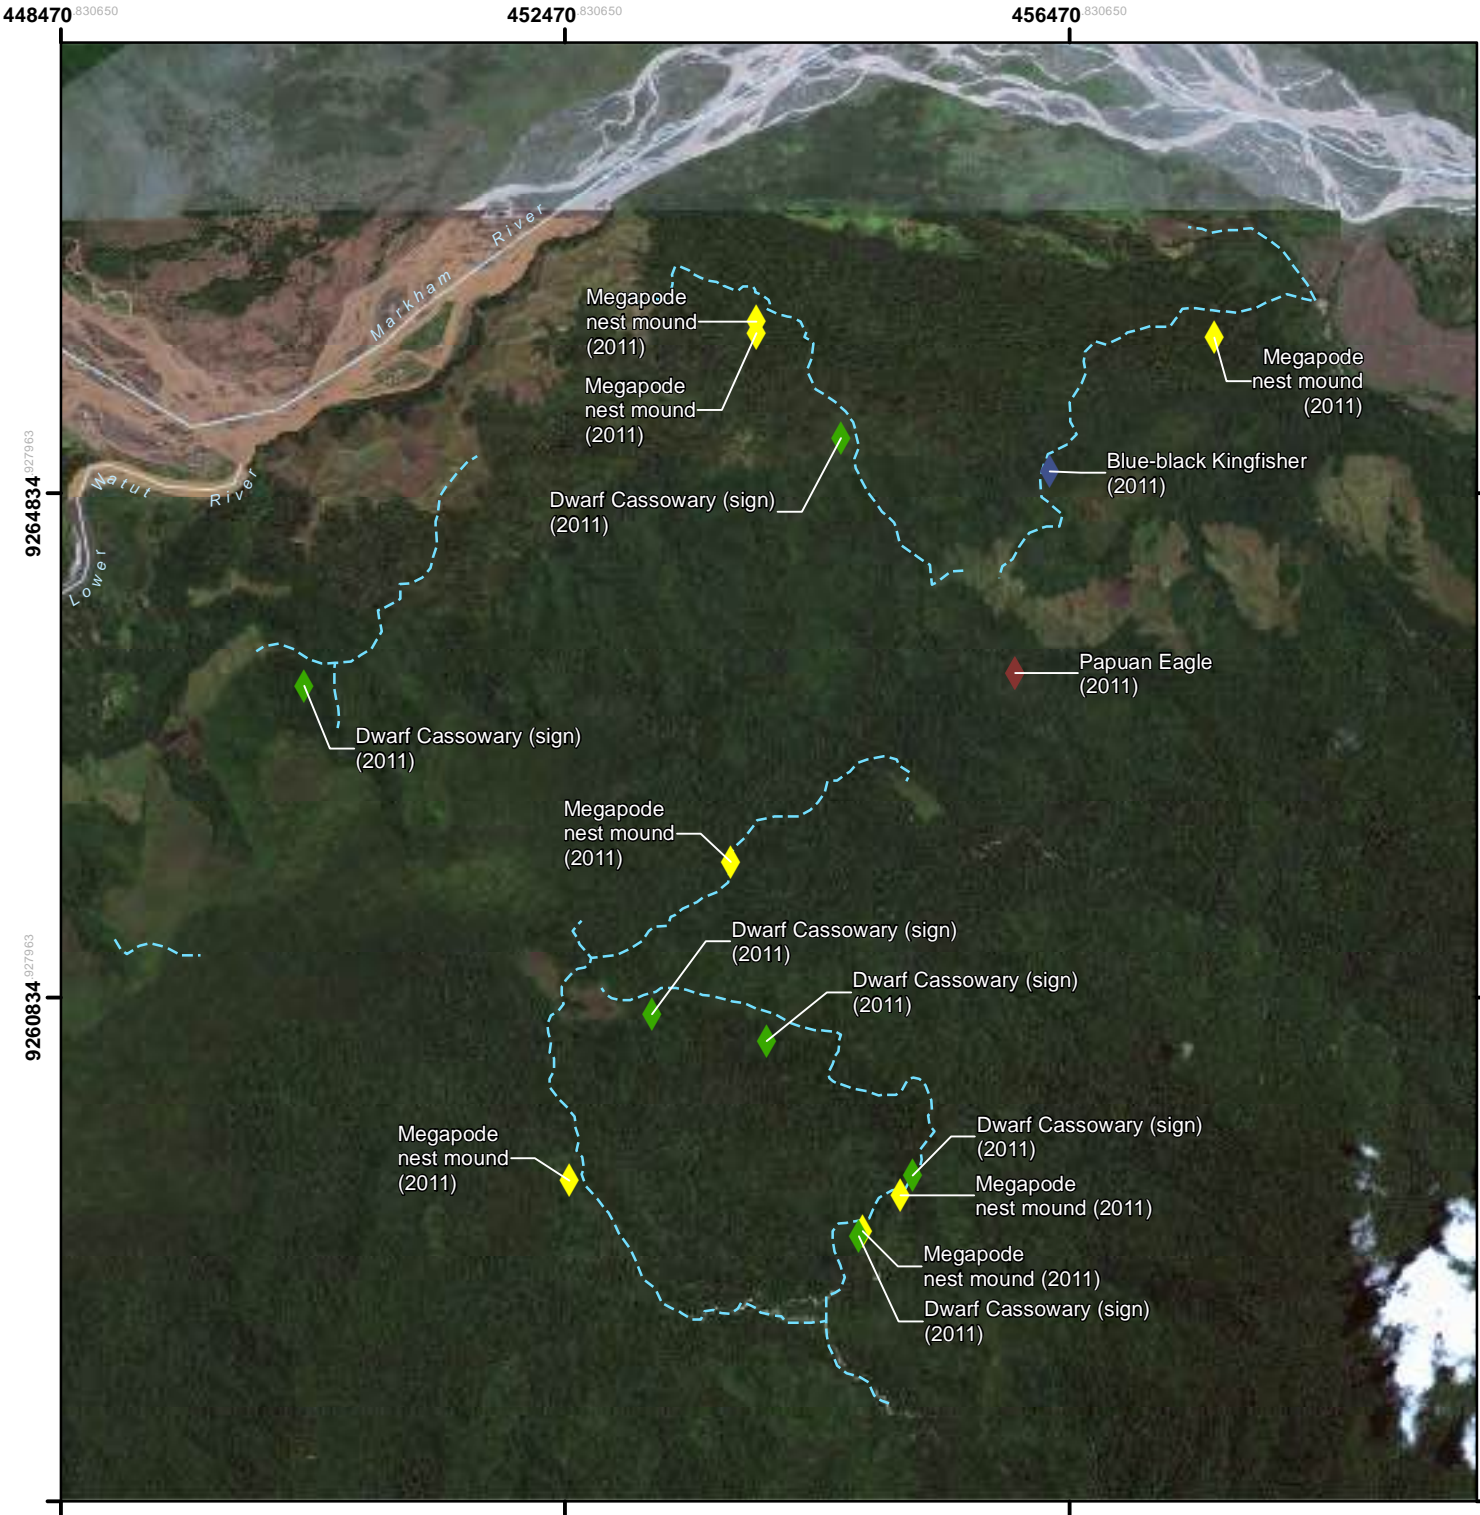 448470.830650
452470.830650
456470.830650
9264834.927963
9260834.927963
Markham River
Watut River
Lower
Megapode
nest mound
(2011)
Megapode
nest mound
(2011)
Megapode
nest mound
(2011)
Blue-black Kingfisher
(2011)
Dwarf Cassowary (sign)
(2011)
Papuan Eagle
(2011)
Dwarf Cassowary (sign)
(2011)
Megapode
nest mound
(2011)
Dwarf Cassowary (sign)
(2011)
Dwarf Cassowary (sign)
(2011)
Megapode
nest mound
(2011)
Dwarf Cassowary (sign)
(2011)
Megapode
nest mound (2011)
Megapode
nest mound (2011)
Dwarf Cassowary (sign)
(2011)